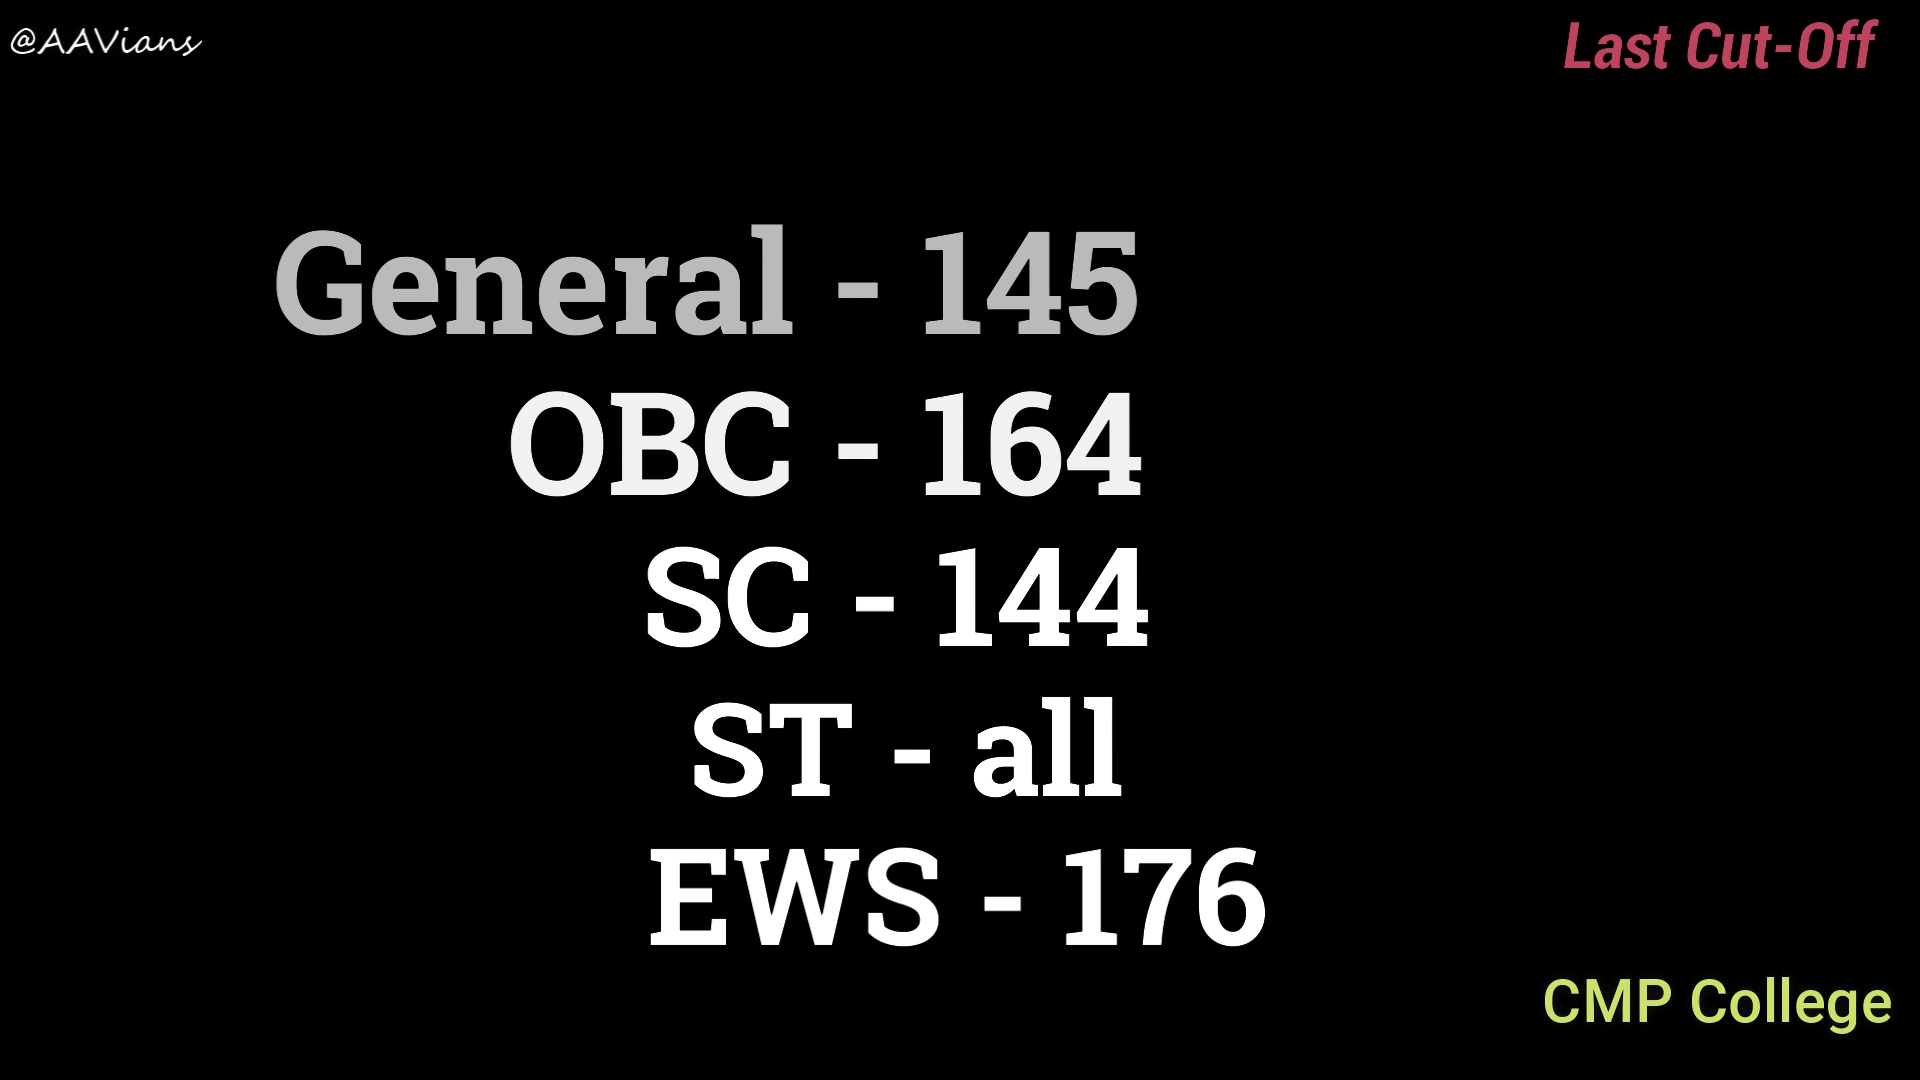 @AAVians
Last Cut-Off
General - 145
OBC - 164
SC - 144
ST - all
EWS - 176
CMP College